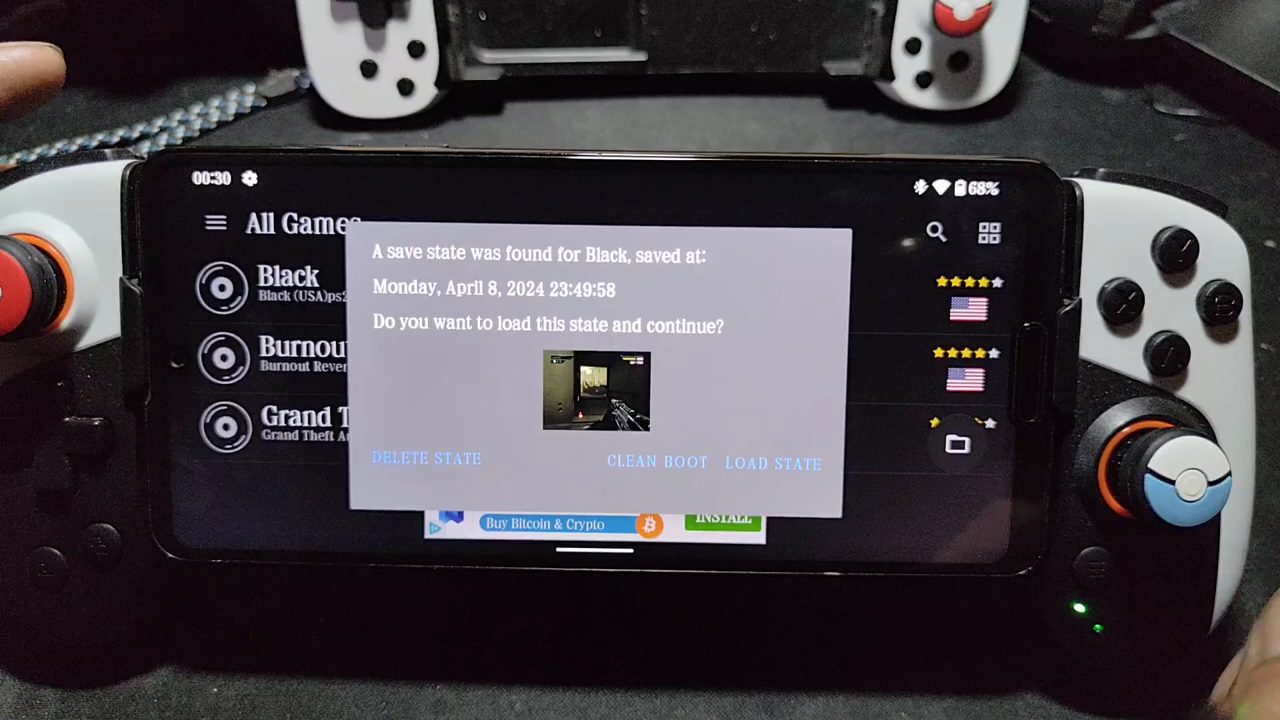 00:30
68%
All Games
A save state was found for Black, saved at:
Monday, April 8, 2024 23:49:58
Do you want to load this state and continue?
Black
Black (USA)ps2
Burnou
Burnout Rever
Grand T
Grand Theft A
DELETE STATE
CLEAN BOOT
LOAD STATE
Buy Bitcoin & Crypto
INSTALL